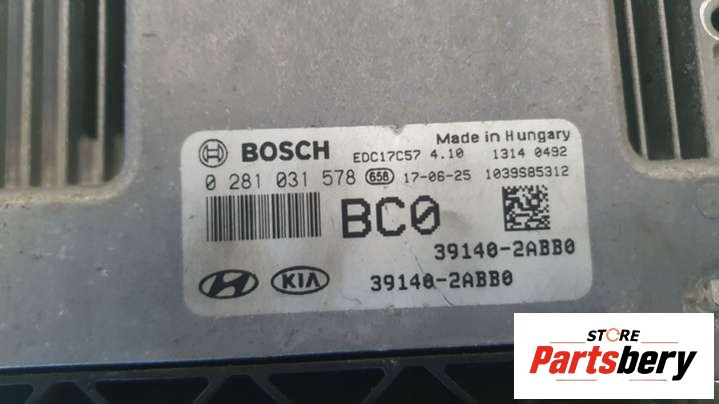 Made in Hungary
BOSCH EDC17C57 4.10 1314 0492
0 281 031 578 658 17-06-25 1039S85312
BC0
39140-2ABB0
KIA 39140-2ABB0
STORE
Partsbery